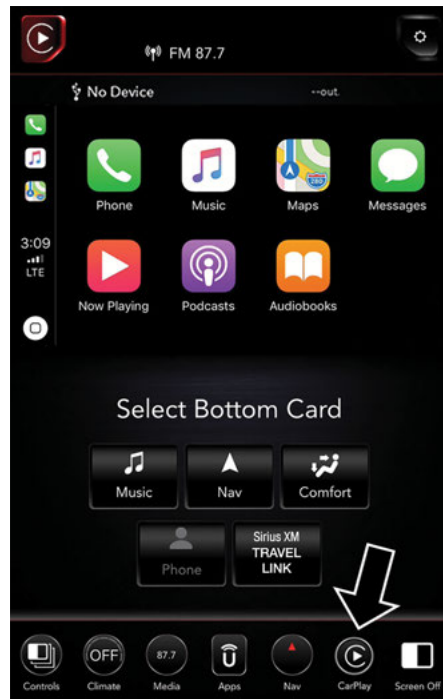 FM 87.7
No Device
--out.
Phone
Music
Maps
Messages
3:09
LTE
Now Playing
Podcasts
Audiobooks
Select Bottom Card
Music
Nav
Comfort
Phone
Sirius XM
TRAVEL
LINK
OFF
87.7
Controls
Climate
Media
Apps
Nav
CarPlay
Screen Off